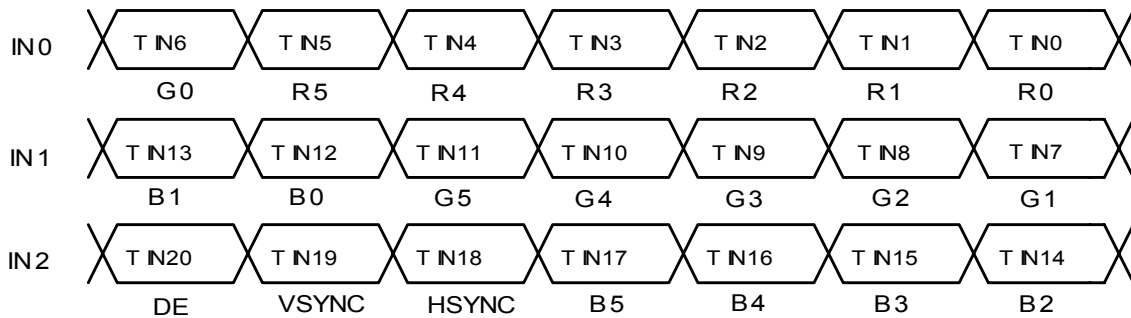 IN0 TIN6 TIN5 TIN4 TIN3 TIN2 TIN1 TIN0
G0 R5 R4 R3 R2 R1 R0
IN1 TIN13 TIN12 TIN11 TIN10 TIN9 TIN8 TIN7
B1 B0 G5 G4 G3 G2 G1
IN2 TIN20 TIN19 TIN18 TIN17 TIN16 TIN15 TIN14
DE VSYNC HSYNC B5 B4 B3 B2